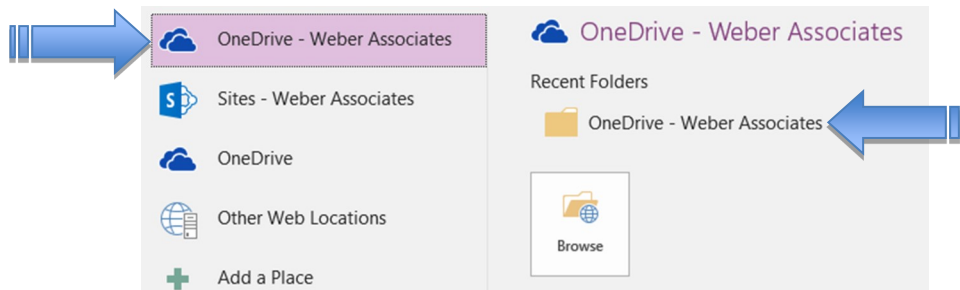 OneDrive - Weber Associates
Sites - Weber Associates
OneDrive
Other Web Locations
Add a Place
OneDrive - Weber Associates
Recent Folders
OneDrive - Weber Associates
Browse